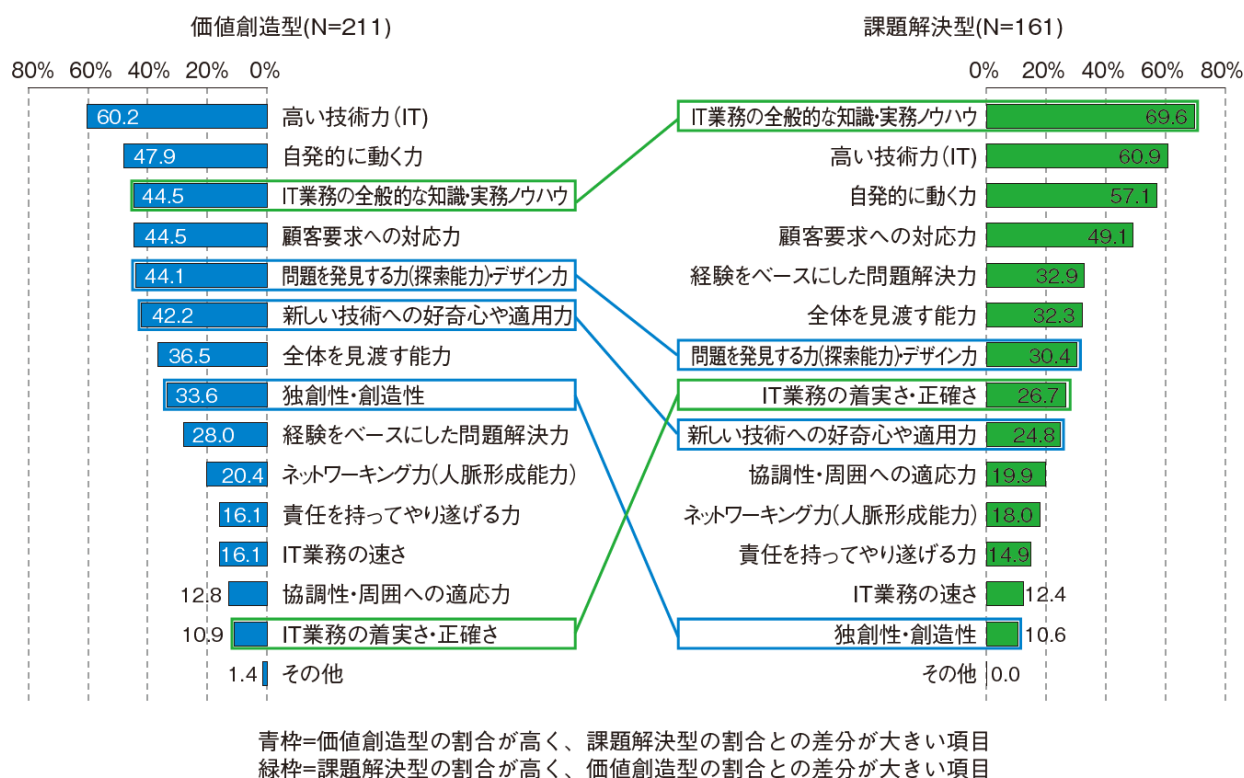 価値創造型(N=211)
80% 60% 40% 20% 0%
60.2 高い技術力(IT)
47.9 自発的に動く力
44.5 IT業務の全般的な知識・実務ノウハウ
44.5 顧客要求への対応力
44.1 問題を発見する力(探索能力)・デザイン力
42.2 新しい技術への好奇心や適用力
36.5 全体を見渡す能力
33.6 独創性・創造性
28.0 経験をベースにした問題解決力
20.4 ネットワーキング力(人脈形成能力)
16.1 責任を持ってやり遂げる力
16.1 IT業務の速さ
12.8 協調性・周囲への適応力
10.9 IT業務の着実さ・正確さ
1.4 その他
課題解決型(N=161)
0% 20% 40% 60% 80%
IT業務の全般的な知識・実務ノウハウ 69.6
高い技術力(IT) 60.9
自発的に動く力 57.1
顧客要求への対応力 49.1
経験をベースにした問題解決力 32.9
全体を見渡す能力 32.3
問題を発見する力(探索能力)・デザイン力 30.4
IT業務の着実さ・正確さ 26.7
新しい技術への好奇心や適用力 24.8
協調性・周囲への適応力 19.9
ネットワーキング力(人脈形成能力) 18.0
責任を持ってやり遂げる力 14.9
IT業務の速さ 12.4
独創性・創造性 10.6
その他 0.0
青枠=価値創造型の割合が高く、課題解決型の割合との差分が大きい項目
緑枠=課題解決型の割合が高く、価値創造型の割合との差分が大きい項目